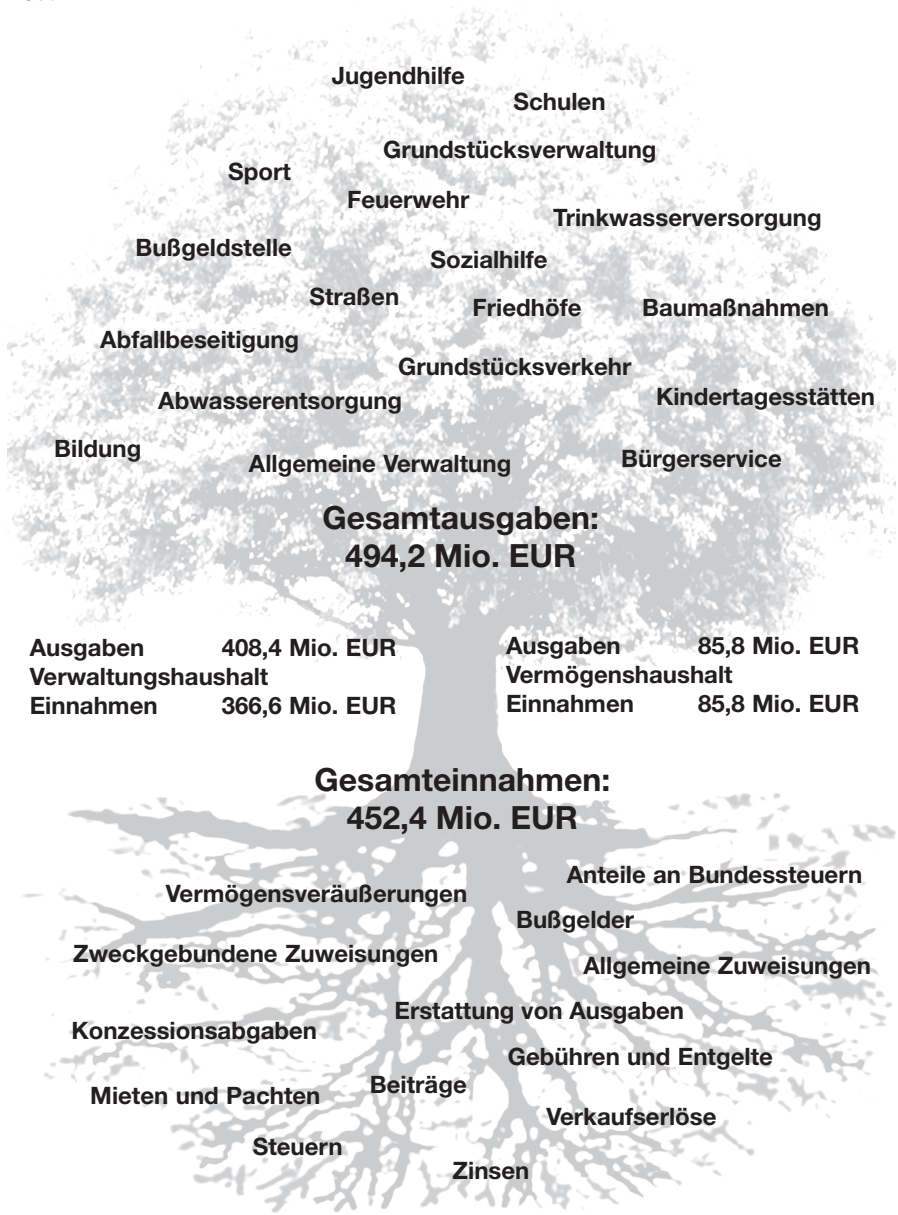 Jugendhilfe
Schulen
Grundstücksverwaltung
Sport
Feuerwehr
Trinkwasserversorgung
Bußgeldstelle
Sozialhilfe
Straßen
Friedhöfe
Baumaßnahmen
Abfallbeseitigung
Grundstücksverkehr
Abwasserentsorgung
Kindertagesstätten
Bildung
Allgemeine Verwaltung
Bürgerservice
Gesamtausgaben:
494,2 Mio. EUR
Ausgaben 408,4 Mio. EUR
Verwaltungshaushalt
Einnahmen 366,6 Mio. EUR
Ausgaben 85,8 Mio. EUR
Vermögenshaushalt
Einnahmen 85,8 Mio. EUR
Gesamteinnahmen:
452,4 Mio. EUR
Anteile an Bundessteuern
Vermögensveräußerungen
Bußgelder
Zweckgebundene Zuweisungen
Allgemeine Zuweisungen
Erstattung von Ausgaben
Konzessionsabgaben
Gebühren und Entgelte
Beiträge
Mieten und Pachten
Verkaufserlöse
Steuern
Zinsen